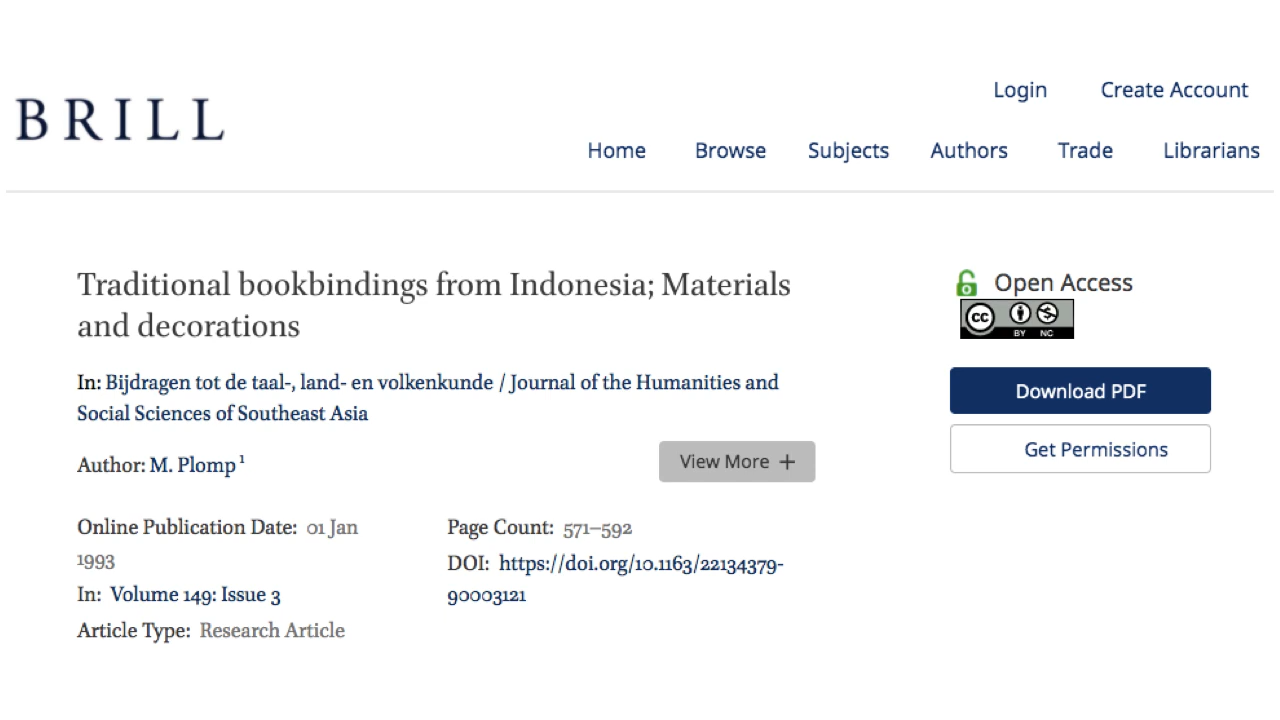 BRILL
Login Create Account
Home Browse Subjects Authors Trade Librarians
Traditional bookbindings from Indonesia; Materials
and decorations
In: Bijdragen tot de taal-, land- en volkenkunde / Journal of the Humanities and
Social Sciences of Southeast Asia
Author: M. Plomp 1
View More +
Online Publication Date: 01 Jan
1993
In: Volume 149: Issue 3
Article Type: Research Article
Page Count: 571–592
DOI: https://doi.org/10.1163/22134379-
90003121
Open Access
cc BY NC
Download PDF
Get Permissions